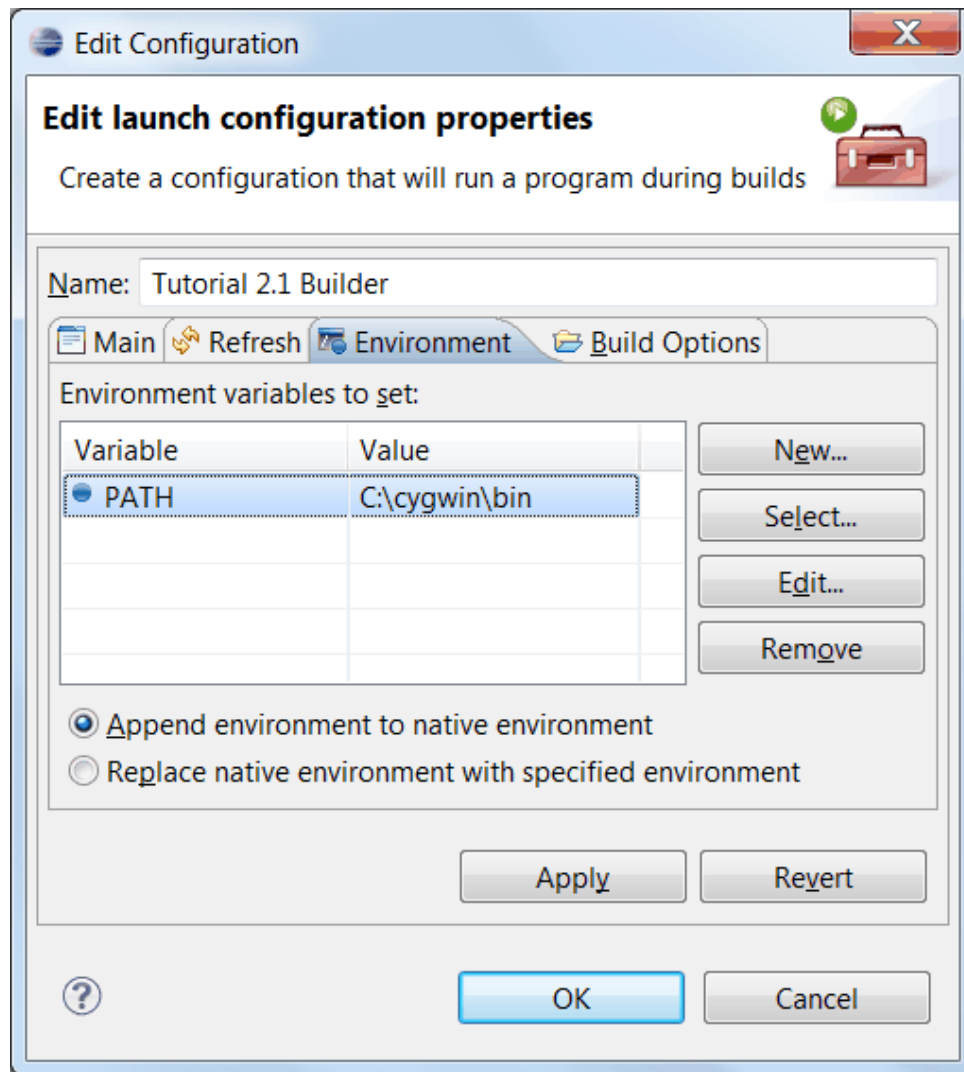 Edit Configuration
X
Edit launch configuration properties
Create a configuration that will run a program during builds
Name: Tutorial 2.1 Builder
Main Refresh Environment Build Options
Environment variables to set:
Variable Value
PATH C:\cygwin\bin
New...
Select...
Edit...
Remove
Append environment to native environment
Replace native environment with specified environment
Apply Revert
? OK Cancel